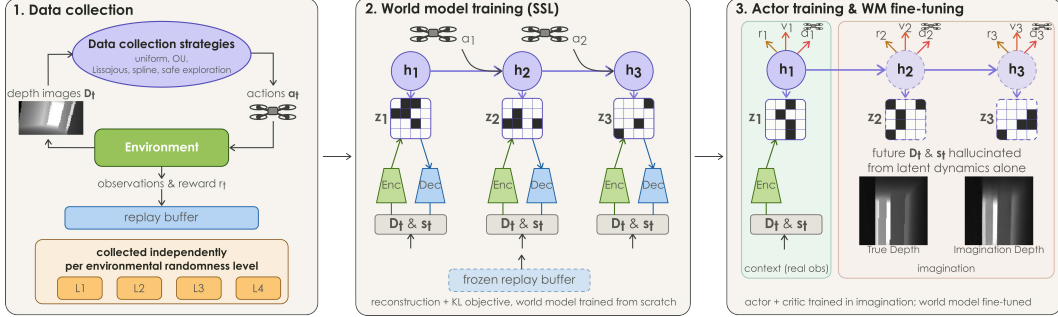 1. Data collection
Data collection strategies
uniform, OU,
Lissajous, spline, safe exploration
depth images Dt
actions at
Environment
observations & reward rt
replay buffer
collected independently
per environmental randomness level
L1
L2
L3
L4
2. World model training (SSL)
a1
a2
h1
h2
h3
z1
z2
z3
Enc
Dec
Enc
Dec
Enc
Dec
Dt & st
Dt & st
Dt & st
frozen replay buffer
reconstruction + KL objective, world model trained from scratch
3. Actor training & WM fine-tuning
r1
v1
a1
r2
v2
a2
r3
v3
a3
h1
h2
h3
z1
z2
z3
future Dt & st hallucinated
from latent dynamics alone
Enc
Dt & st
True Depth
Imagination Depth
context (real obs)
imagination
actor + critic trained in imagination; world model fine-tuned